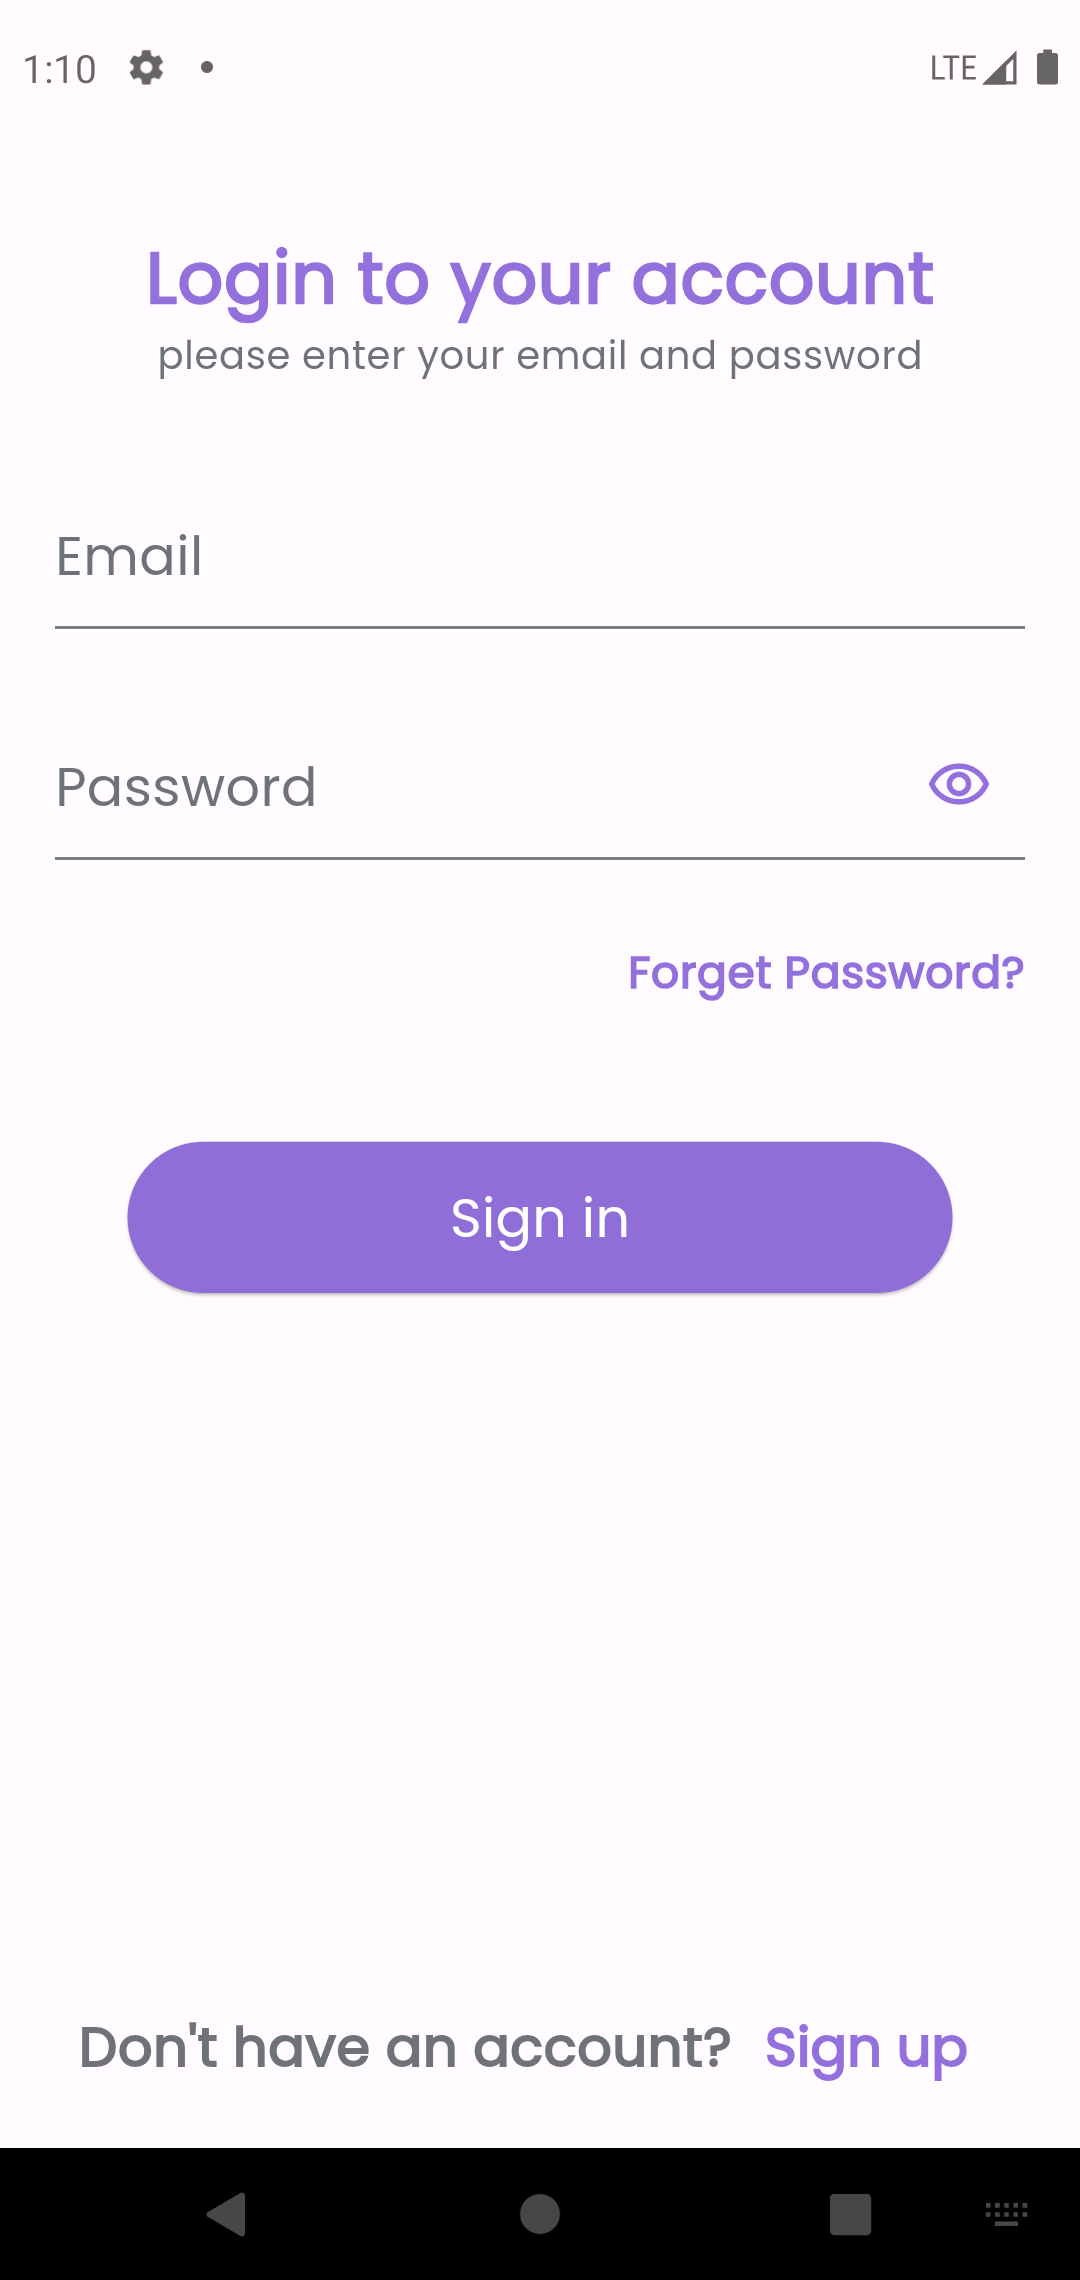 1:10 LTE
Login to your account
please enter your email and password
Email
Password
Forget Password?
Sign in
Don't have an account? Sign up